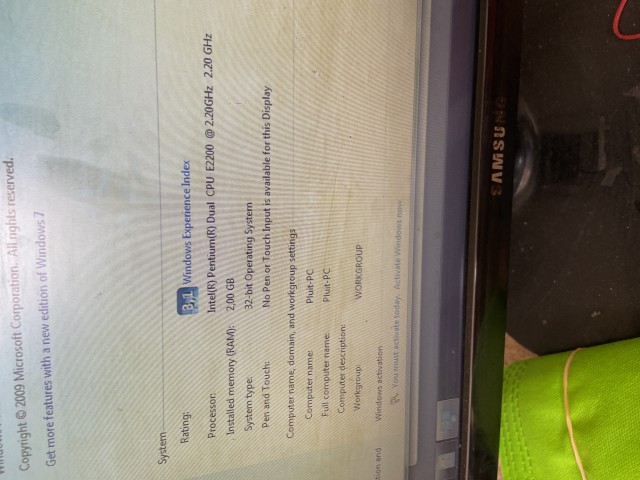 Copyright © 2009 Microsoft Corporation. All rights reserved.
Get more features with a new edition of Windows 7
System
Rating: 3,1 Windows Experience Index
Processor: Intel(R) Pentium(R) Dual CPU E2200 @ 2.20GHz 2.20 GHz
Installed memory (RAM): 2,00 GB
System type: 32-bit Operating System
Pen and Touch: No Pen or Touch Input is available for this Display
Computer name, domain, and workgroup settings
Computer name: Pluit-PC
Full computer name: Pluit-PC
Computer description:
Workgroup: WORKGROUP
Windows activation
You must activate today. Activate Windows now
and
SAMSUNG